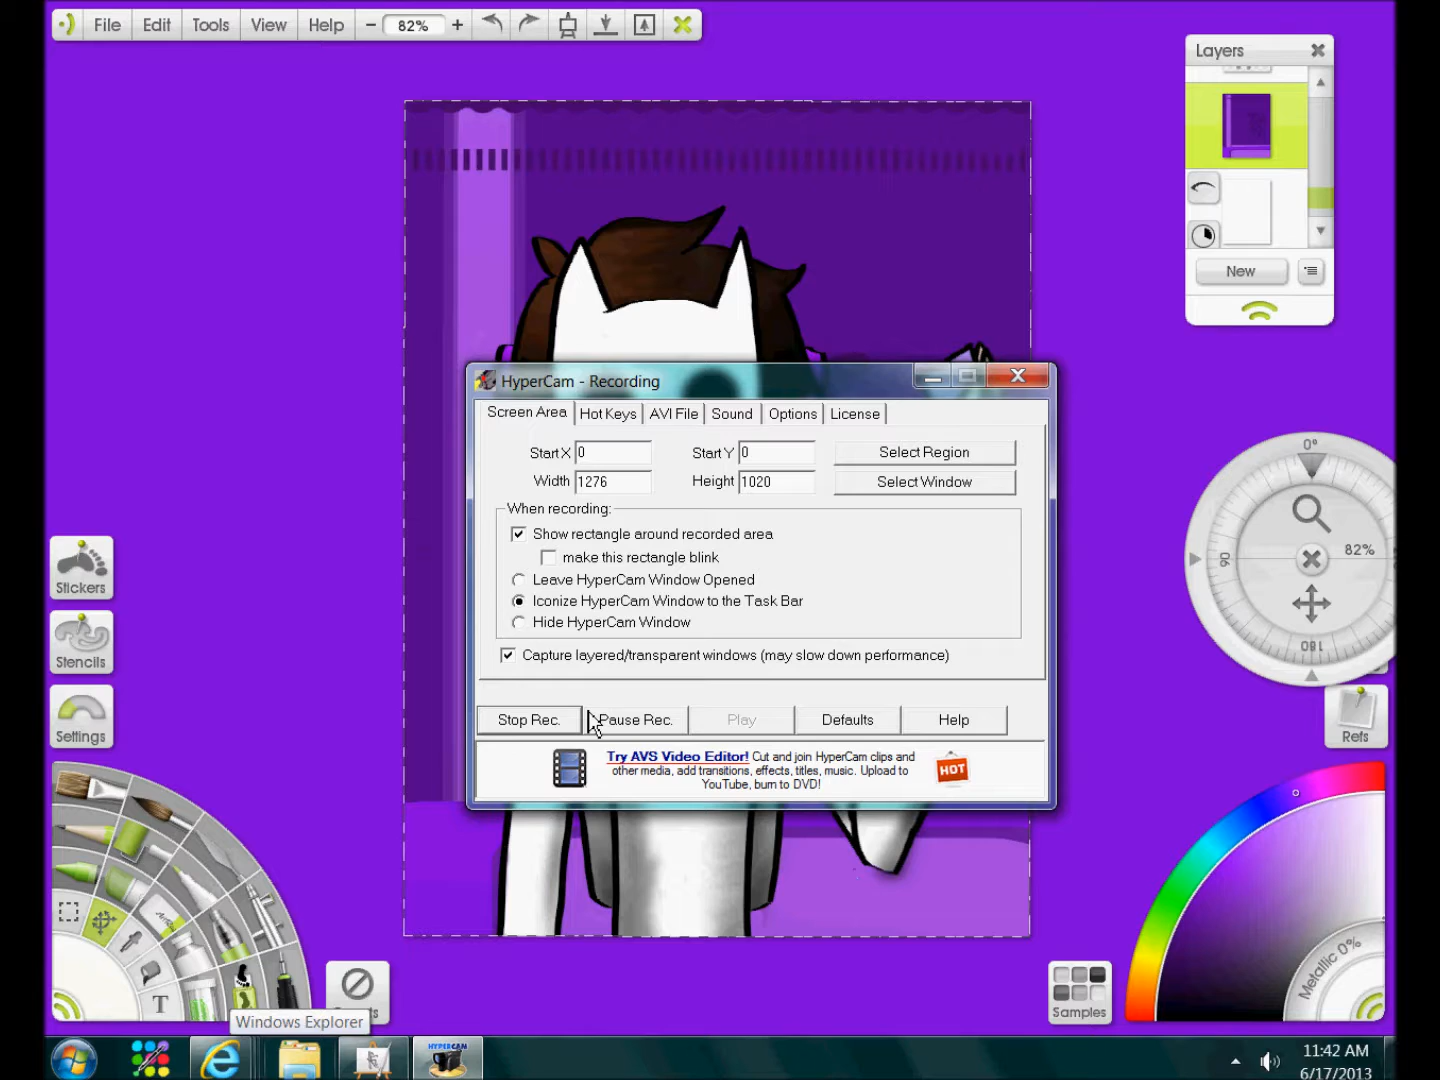 File Edit Tools View Help − 82% +
Layers
New
HyperCam - Recording
Screen Area Hot Keys AVI File Sound Options License
Start X 0 Start Y 0 Select Region
Width 1276 Height 1020 Select Window
When recording:
Show rectangle around recorded area
make this rectangle blink
Leave HyperCam Window Opened
Iconize HyperCam Window to the Task Bar
Hide HyperCam Window
Capture layered/transparent windows (may slow down performance)
Stop Rec. Pause Rec. Play Defaults Help
Try AVS Video Editor! Cut and join HyperCam clips and
other media, add transitions, effects, titles, music. Upload to
YouTube, burn to DVD!
HOT
0°
90
82%
180
Stickers
Stencils
Settings
Refs
Metallic 0%
Samples
T
Windows Explorer
HYPERCAM
11:42 AM
6/17/2013